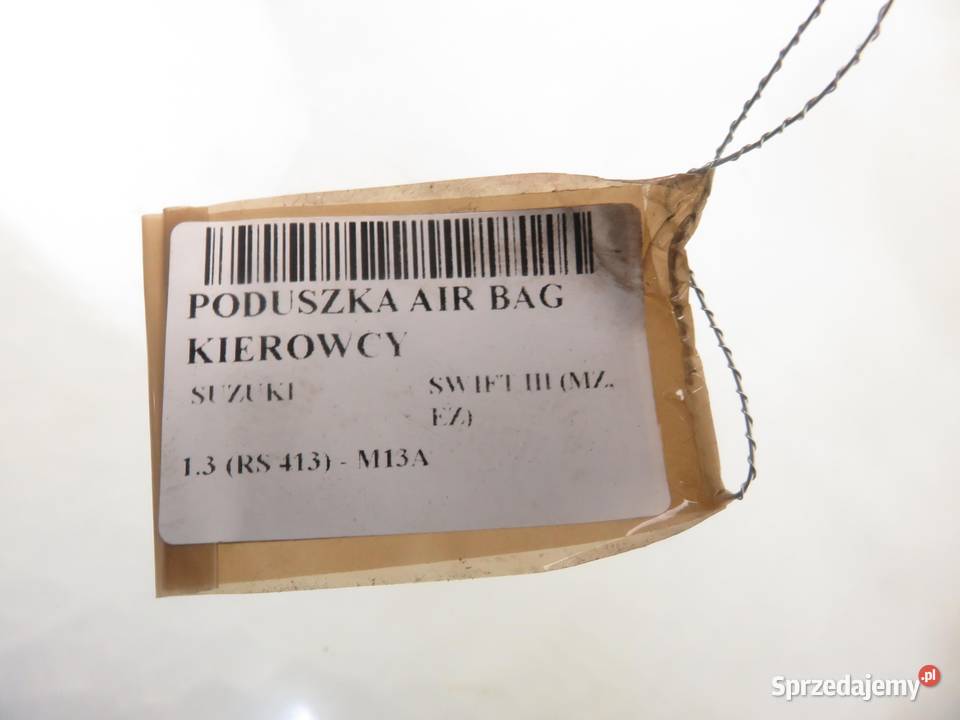 PODUSZKA AIR BAG
KIEROWCY
SUZUKI
SWIFT III (MZ,
EZ)
1.3 (RS 413) - M13A
Sprzedajemy.pl